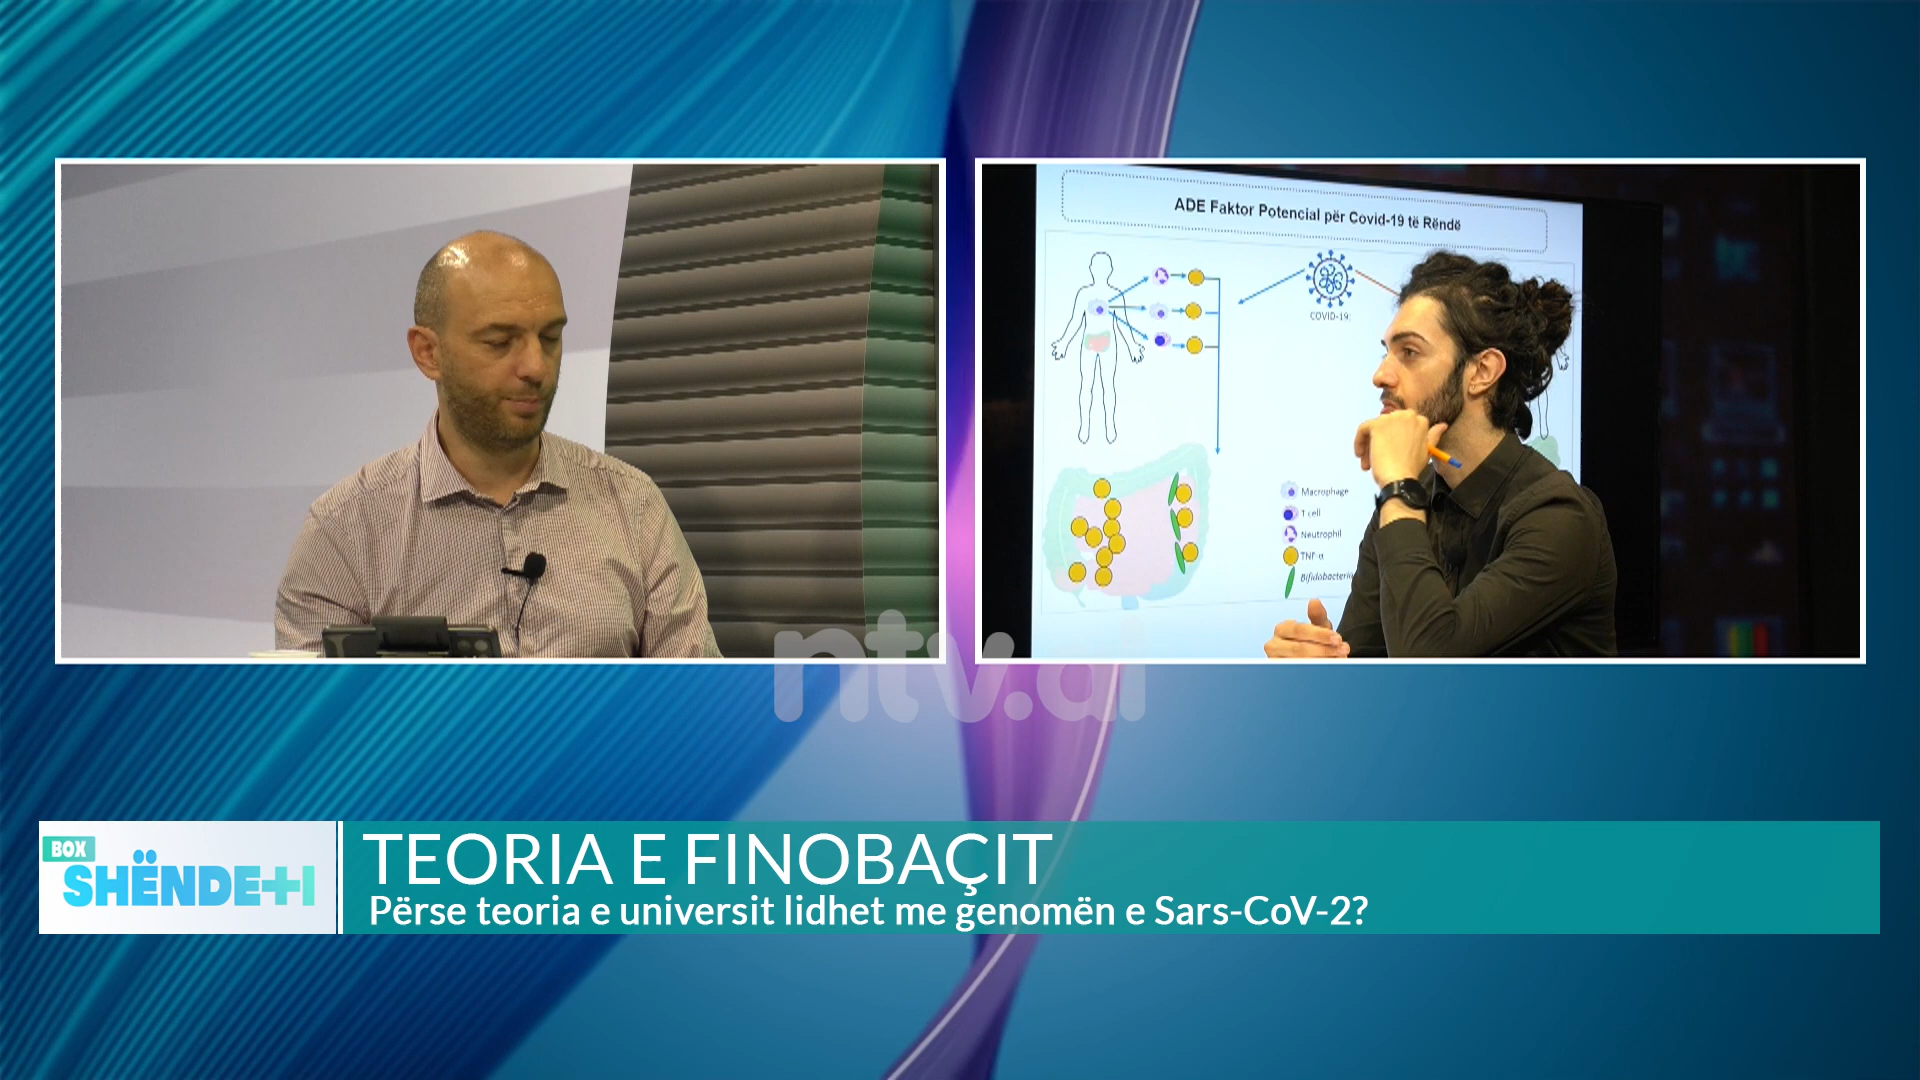 ADE Faktor Potencial për Covid-19 të Rëndë
COVID-19:
Macrophage
T cell
Neutrophil
TNF-α
ntv.al
BOX
SHËNDE++I
TEORIA E FINOBAÇIT
Përse teoria e universit lidhet me genomën e Sars-CoV-2?